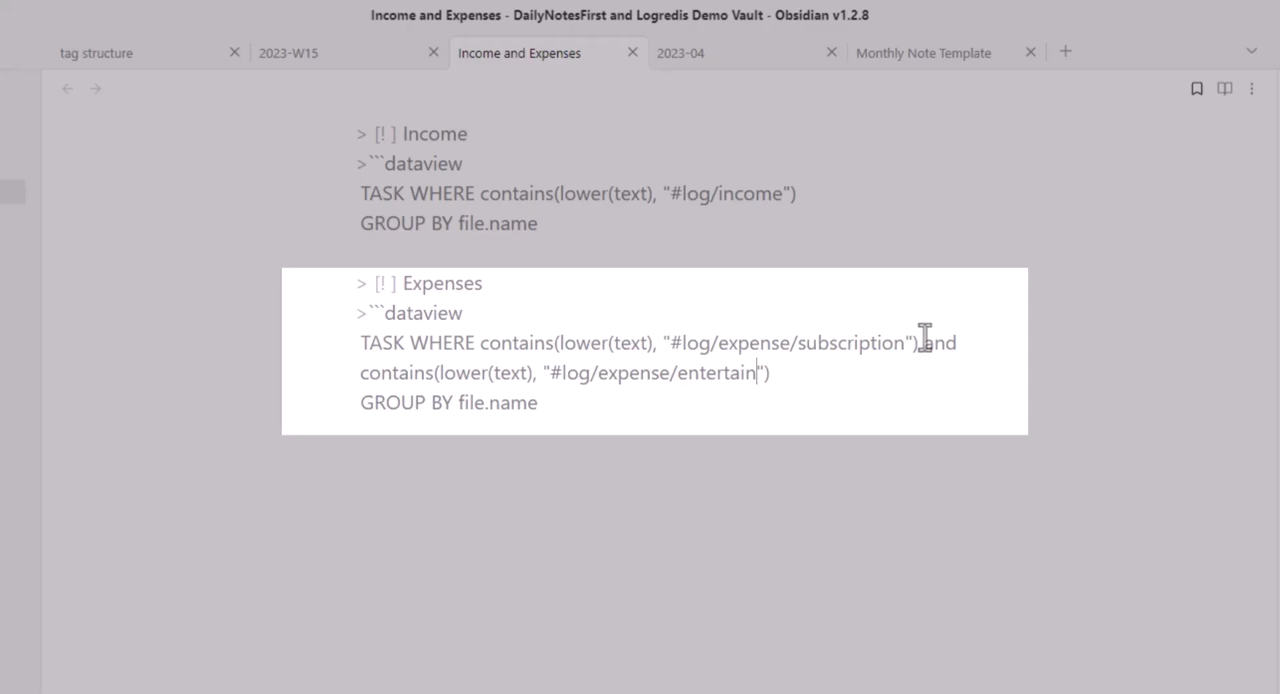 Income and Expenses - DailyNotesFirst and Logredis Demo Vault - Obsidian v1.2.8
tag structure
2023-W15
Income and Expenses
2023-04
Monthly Note Template
> [! ] Income
>```dataview
TASK WHERE contains(lower(text), "#log/income")
GROUP BY file.name
> [! ] Expenses
>```dataview
TASK WHERE contains(lower(text), "#log/expense/subscription") and
contains(lower(text), "#log/expense/entertain")
GROUP BY file.name